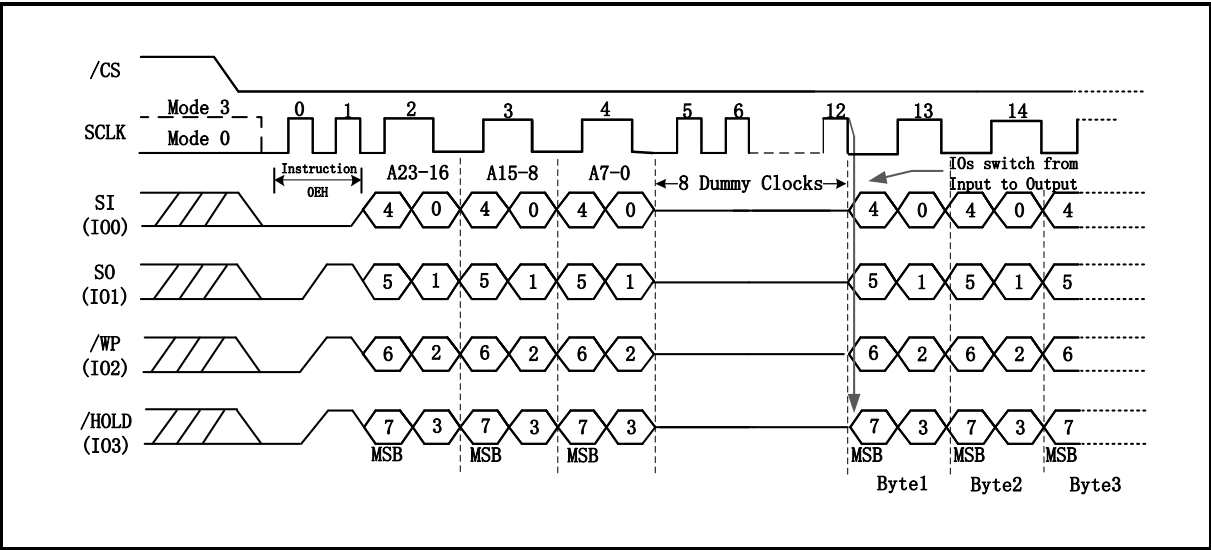 /CS
Mode 3
SCLK
Mode 0
0 1 2 3 4 5 6 12 13 14
Instruction
0EH
A23-16 A15-8 A7-0
8 Dummy Clocks
IOs switch from
Input to Output
SI
(IO0)
4 0 4 0 4 0 4 0 4 0 4
SO
(IO1)
5 1 5 1 5 1 5 1 5 1 5
/WP
(IO2)
6 2 6 2 6 2 6 2 6 2 6
/HOLD
(IO3)
7 3 7 3 7 3 7 3 7 3 7
MSB MSB MSB MSB MSB MSB
Byte1 Byte2 Byte3